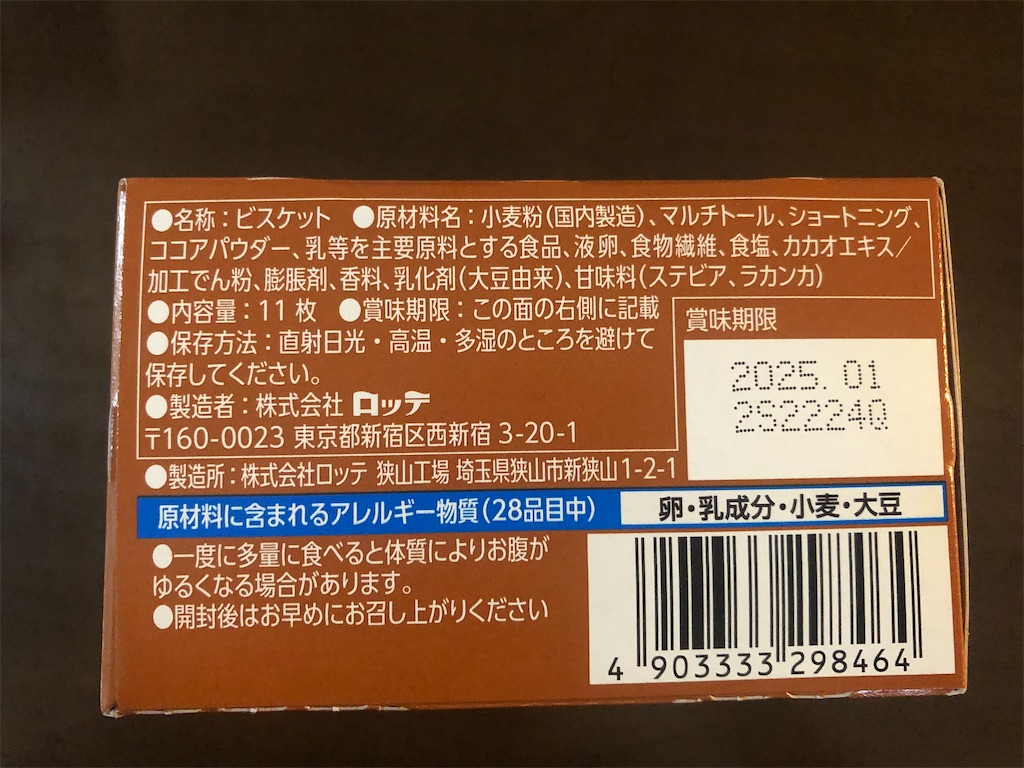 ●名称：ビスケット ●原材料名：小麦粉（国内製造）、マルチトール、ショートニング、
ココアパウダー、乳等を主要原料とする食品、液卵、食物繊維、食塩、カカオエキス／
加工でん粉、膨脹剤、香料、乳化剤（大豆由来）、甘味料（ステビア、ラカンカ）
●内容量：11枚 ●賞味期限：この面の右側に記載
●保存方法：直射日光・高温・多湿のところを避けて
保存してください。
●製造者：株式会社 ロッテ
〒160-0023 東京都新宿区西新宿 3-20-1
賞味期限
2025.01
2S22240
●製造所：株式会社ロッテ 狭山工場 埼玉県狭山市新狭山1-2-1
原材料に含まれるアレルギー物質（28品目中） 卵・乳成分・小麦・大豆
●一度に多量に食べると体質によりお腹が
ゆるくなる場合があります。
●開封後はお早めにお召し上がりください
4 903333 298464